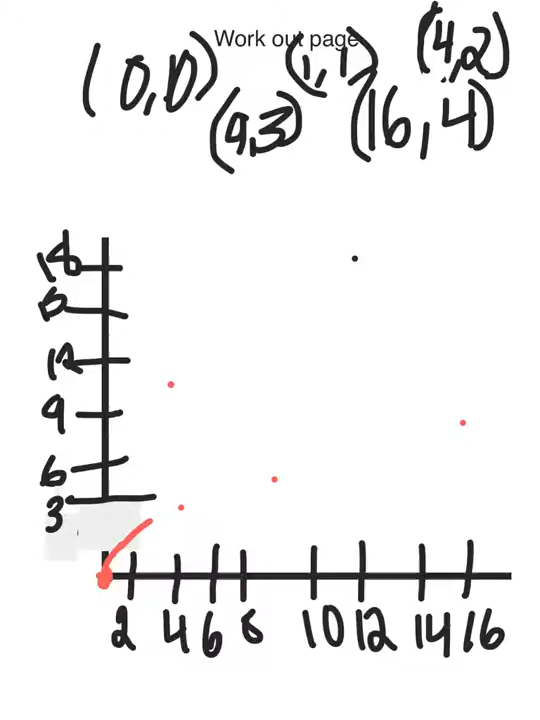 Work out page
(0,0) (1,1) (4,2)
(9,3) (16,4)
18
15
12
9
6
3
2 4 6 8 10 12 14 16